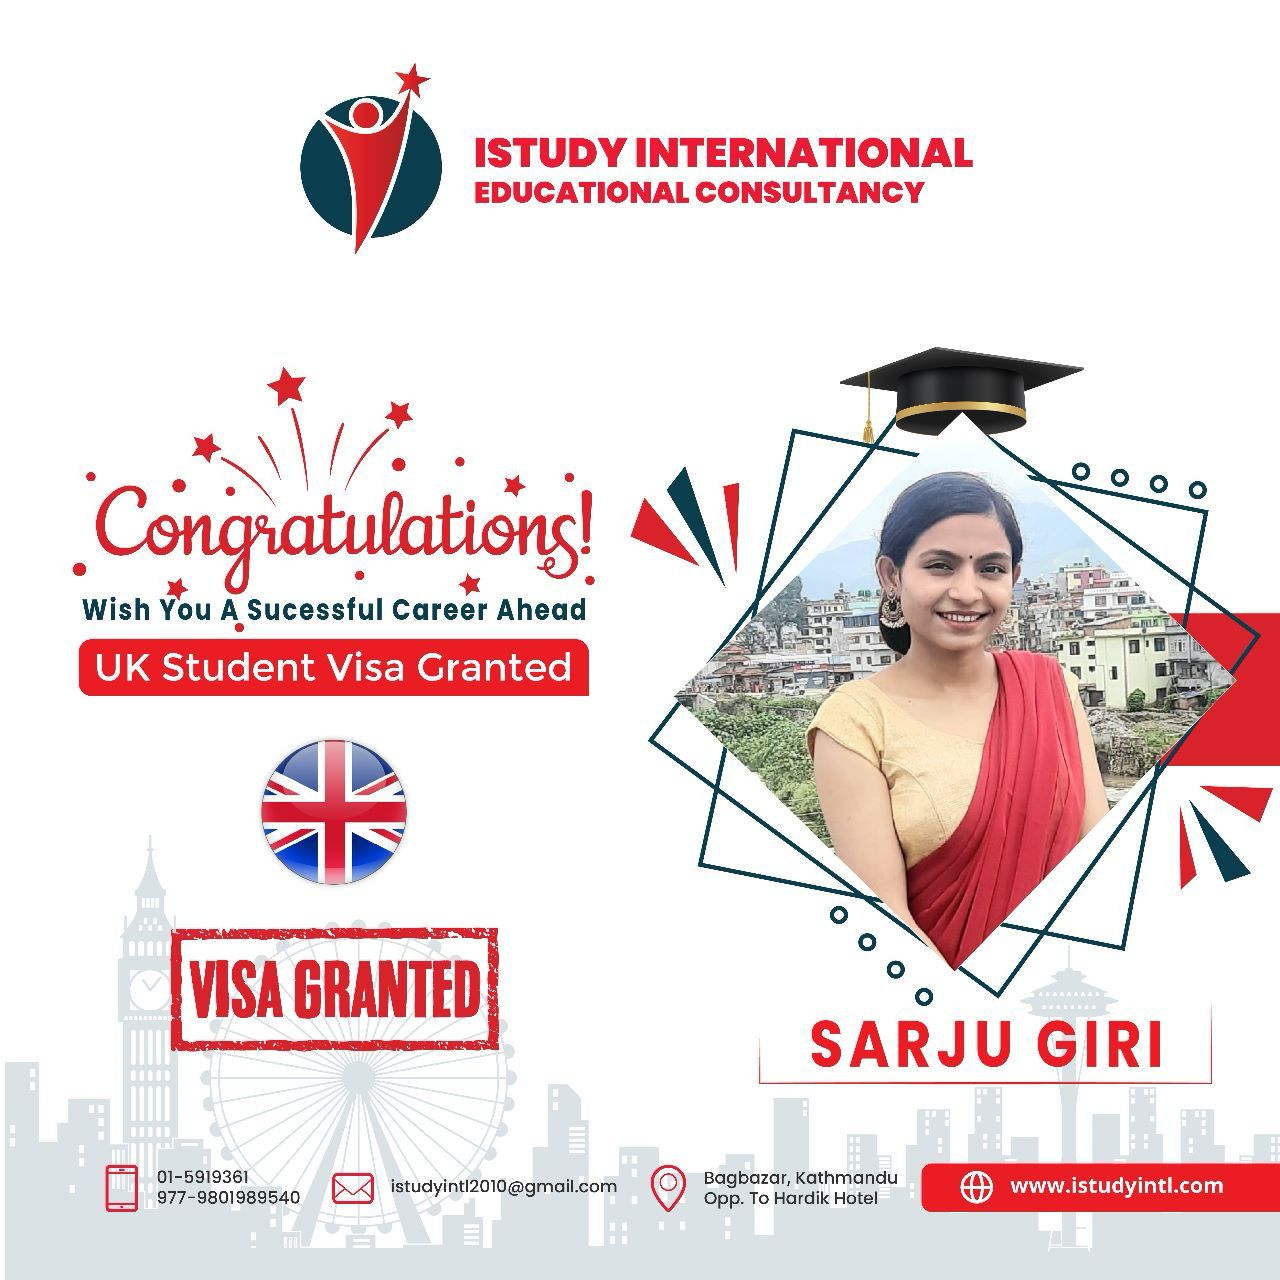 ISTUDY INTERNATIONAL
EDUCATIONAL CONSULTANCY
Congratulations!
Wish You A Sucessful Career Ahead
UK Student Visa Granted
VISA GRANTED
SARJU GIRI
01-5919361
977-9801989540
istudyintl2010@gmail.com
Bagbazar, Kathmandu
Opp. To Hardik Hotel
www.istudyintl.com